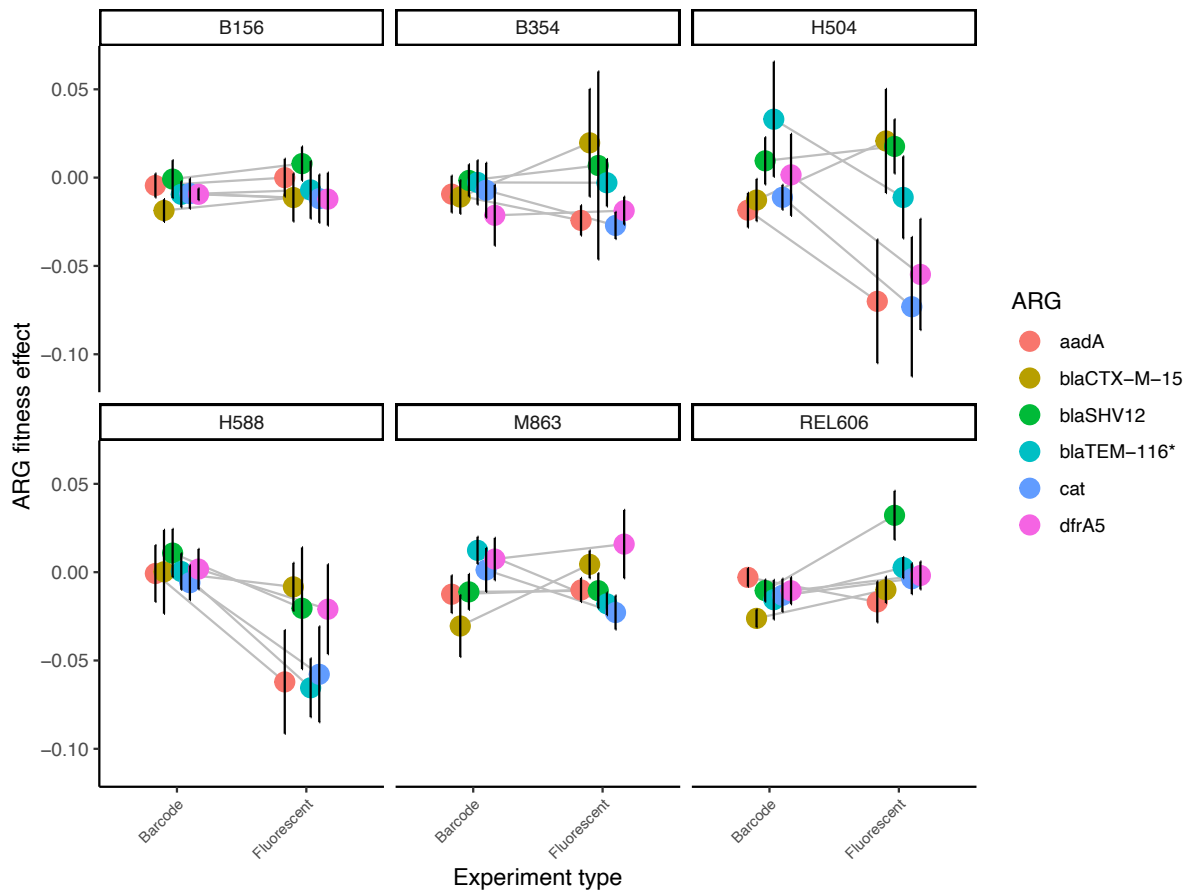 B156 B354 H504
0.05
0.00
−0.05
−0.10
H588 M863 REL606
0.05
0.00
−0.05
−0.10
ARG fitness effect
Barcode Fluorescent Barcode Fluorescent Barcode Fluorescent
Experiment type
ARG
aadA
blaCTX−M−15
blaSHV12
blaTEM−116*
cat
dfrA5